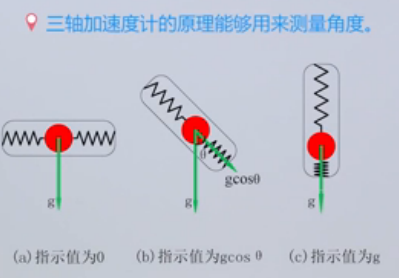 三轴加速度计的原理能够用来测量角度。
g
θ
gcosθ
g
g
(a)指示值为0
(b)指示值为gcos θ
(c)指示值为g